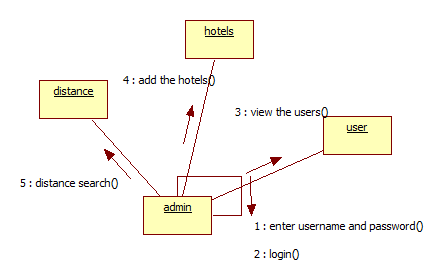 hotels
4 : add the hotels()
distance
3 : view the users()
user
5 : distance search()
admin
1 : enter username and password()
2 : login()